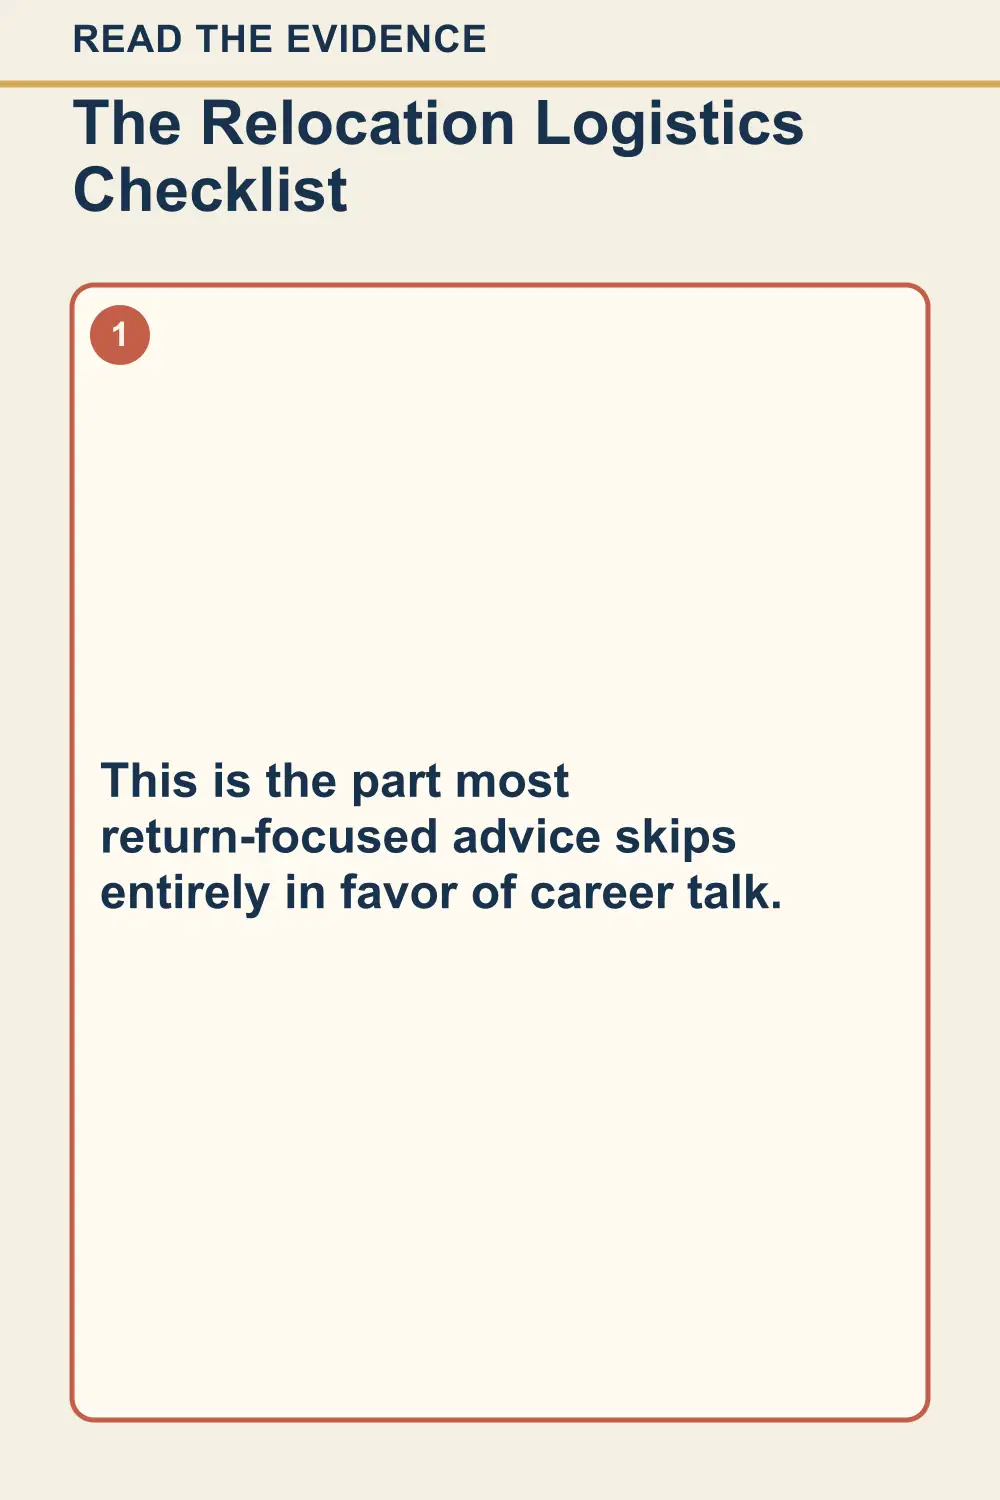 READ THE EVIDENCE
The Relocation Logistics
Checklist
1
This is the part most
return-focused advice skips
entirely in favor of career talk.